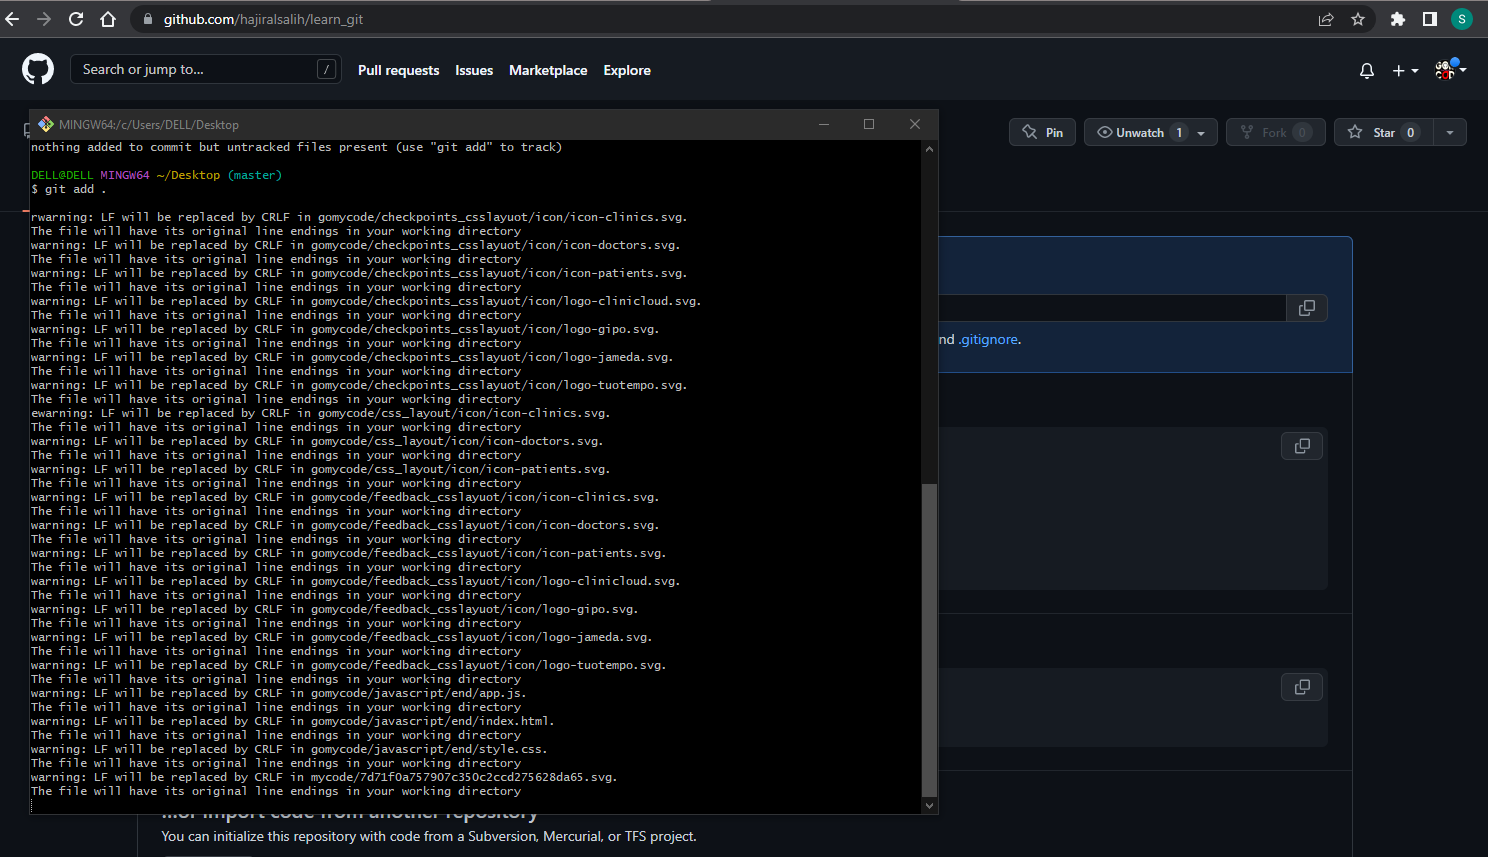 github.com/hajiralsalih/learn_git
S
Search or jump to... /
Pull requests Issues Marketplace Explore
MINGW64:/c/Users/DELL/Desktop
Pin
Unwatch 1
Fork 0
Star 0
nothing added to commit but untracked files present (use "git add" to track)
DELL@DELL MINGW64 ~/Desktop (master)
$ git add .
rwarning: LF will be replaced by CRLF in gomycode/checkpoints_csslayuot/icon/icon-clinics.svg.
The file will have its original line endings in your working directory
warning: LF will be replaced by CRLF in gomycode/checkpoints_csslayuot/icon/icon-doctors.svg.
The file will have its original line endings in your working directory
warning: LF will be replaced by CRLF in gomycode/checkpoints_csslayuot/icon/icon-patients.svg.
The file will have its original line endings in your working directory
warning: LF will be replaced by CRLF in gomycode/checkpoints_csslayuot/icon/logo-clinicloud.svg.
The file will have its original line endings in your working directory
warning: LF will be replaced by CRLF in gomycode/checkpoints_csslayuot/icon/logo-gipo.svg.
The file will have its original line endings in your working directory
warning: LF will be replaced by CRLF in gomycode/checkpoints_csslayuot/icon/logo-jameda.svg.
The file will have its original line endings in your working directory
warning: LF will be replaced by CRLF in gomycode/checkpoints_csslayuot/icon/logo-tuotempo.svg.
The file will have its original line endings in your working directory
ewarning: LF will be replaced by CRLF in gomycode/css_layout/icon/icon-clinics.svg.
The file will have its original line endings in your working directory
warning: LF will be replaced by CRLF in gomycode/css_layout/icon/icon-doctors.svg.
The file will have its original line endings in your working directory
warning: LF will be replaced by CRLF in gomycode/css_layout/icon/icon-patients.svg.
The file will have its original line endings in your working directory
warning: LF will be replaced by CRLF in gomycode/feedback_csslayuot/icon/icon-clinics.svg.
The file will have its original line endings in your working directory
warning: LF will be replaced by CRLF in gomycode/feedback_csslayuot/icon/icon-doctors.svg.
The file will have its original line endings in your working directory
warning: LF will be replaced by CRLF in gomycode/feedback_csslayuot/icon/icon-patients.svg.
The file will have its original line endings in your working directory
warning: LF will be replaced by CRLF in gomycode/feedback_csslayuot/icon/logo-clinicloud.svg.
The file will have its original line endings in your working directory
warning: LF will be replaced by CRLF in gomycode/feedback_csslayuot/icon/logo-gipo.svg.
The file will have its original line endings in your working directory
warning: LF will be replaced by CRLF in gomycode/feedback_csslayuot/icon/logo-jameda.svg.
The file will have its original line endings in your working directory
warning: LF will be replaced by CRLF in gomycode/feedback_csslayuot/icon/logo-tuotempo.svg.
The file will have its original line endings in your working directory
warning: LF will be replaced by CRLF in gomycode/javascript/end/app.js.
The file will have its original line endings in your working directory
warning: LF will be replaced by CRLF in gomycode/javascript/end/index.html.
The file will have its original line endings in your working directory
warning: LF will be replaced by CRLF in gomycode/javascript/end/style.css.
The file will have its original line endings in your working directory
warning: LF will be replaced by CRLF in mycode/7d71f0a757907c350c2ccd275628da65.svg.
The file will have its original line endings in your working directory
nd .gitignore.
...or import code from another repository
You can initialize this repository with code from a Subversion, Mercurial, or TFS project.